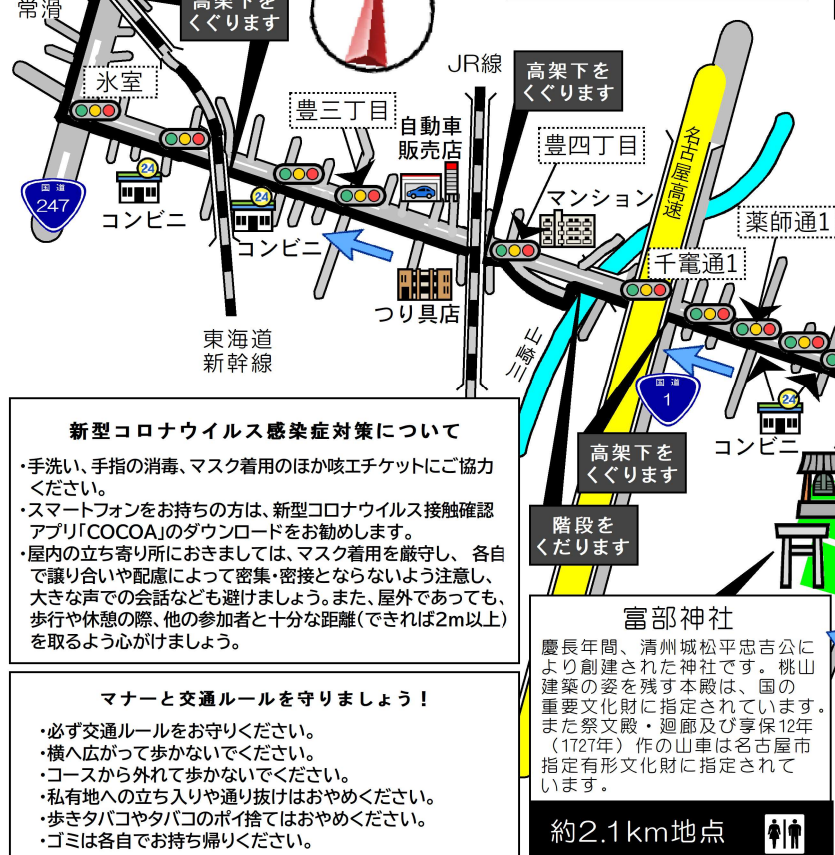 常滑
高架下を
くぐります
氷室
豊三丁目
自動車
販売店
JR線
高架下を
くぐります
豊四丁目
マンション
名古屋高速
薬師通1
千竈通1
国道
247
24
コンビニ
24
コンビニ
つり具店
東海道
新幹線
山崎川
国道
1
24
コンビニ
高架下を
くぐります
階段を
くだります
新型コロナウイルス感染症対策について
・手洗い、手指の消毒、マスク着用のほか咳エチケットにご協力
ください。
・スマートフォンをお持ちの方は、新型コロナウイルス接触確認
アプリ「COCOA」のダウンロードをお勧めします。
・屋内の立ち寄り所におきましては、マスク着用を厳守し、 各自
で譲り合いや配慮によって密集・密接とならないよう注意し、
大きな声での会話なども避けましょう。また、屋外であっても、
歩行や休憩の際、他の参加者と十分な距離(できれば2m以上)
を取るよう心がけましょう。
マナーと交通ルールを守りましょう！
・必ず交通ルールをお守りください。
・横へ広がって歩かないでください。
・コースから外れて歩かないでください。
・私有地への立ち入りや通り抜けはおやめください。
・歩きタバコやタバコのポイ捨てはおやめください。
・ゴミは各自でお持ち帰りください。
富部神社
慶長年間、清州城松平忠吉公に
より創建された神社です。桃山
建築の姿を残す本殿は、国の
重要文化財に指定されています。
また祭文殿・廻廊及び享保12年
（1727年）作の山車は名古屋市
指定有形文化財に指定されて
います。
約2.1km地点